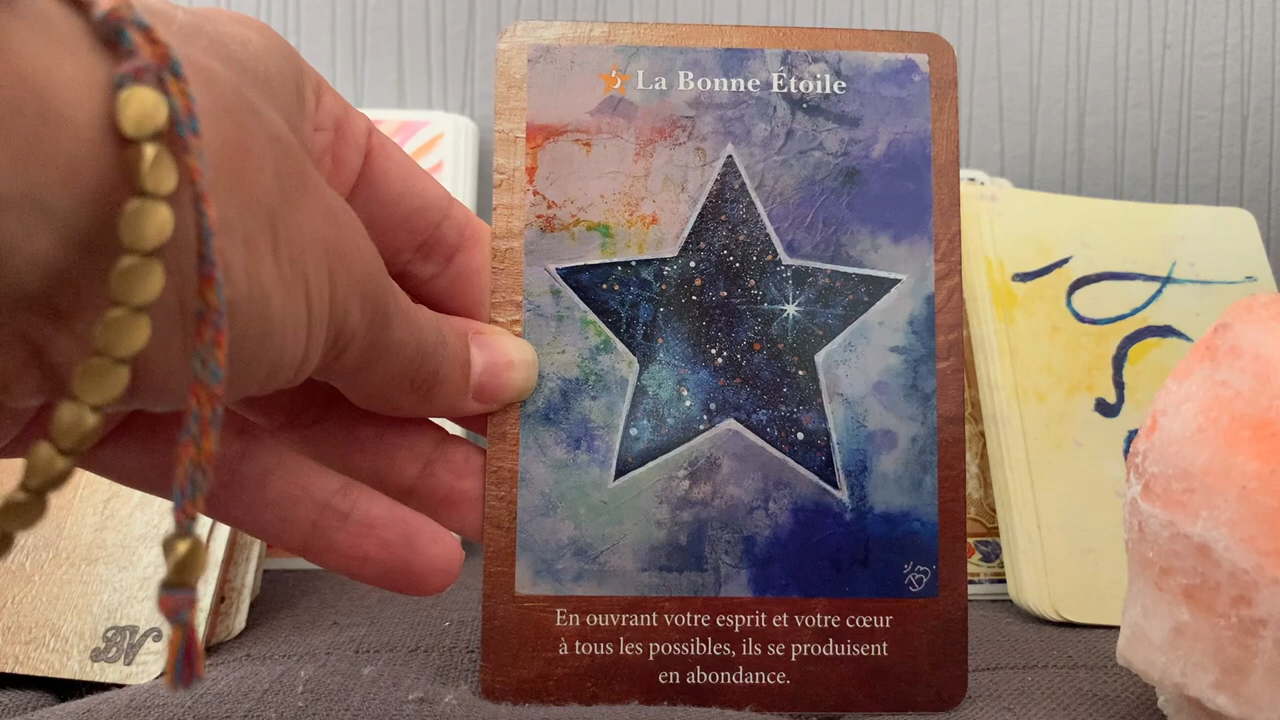 5 La Bonne Étoile
En ouvrant votre esprit et votre cœur
à tous les possibles, ils se produisent
en abondance.
BV